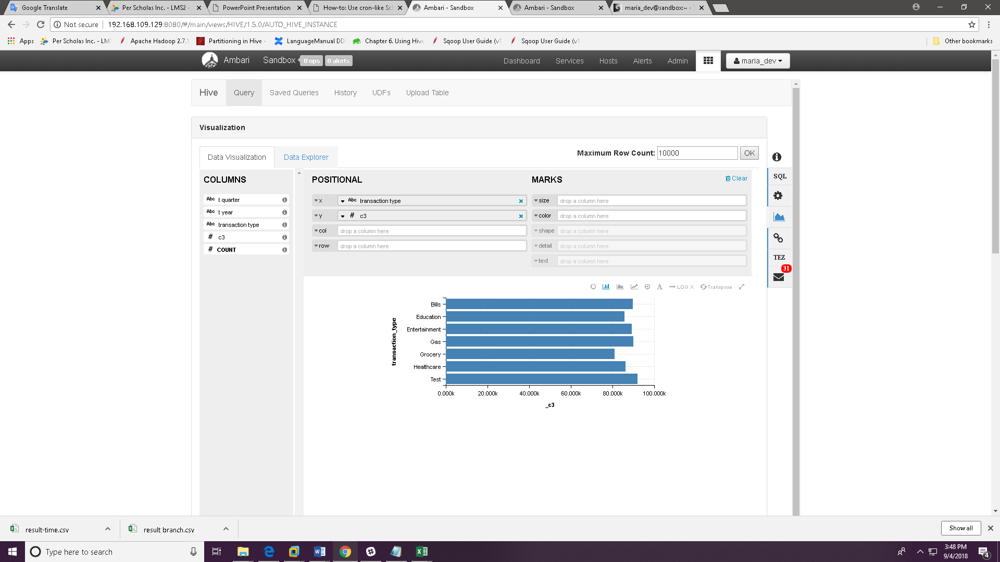 Google Translate
Per Scholas Inc. - LMS2 -
PowerPoint Presentation
How-to: Use cron-like Sc
Ambari - Sandbox
Ambari - Sandbox
maria_dev@sandbox:~ -
Not secure
192.168.109.129:8080/#/main/views/HIVE/1.5.0/AUTO_HIVE_INSTANCE
Apps
Per Scholas Inc. - LM
Apache Hadoop 2.7.1
Partitioning in Hive -
LanguageManual DD
Chapter 6. Using Hive
Sqoop User Guide (v1
Sqoop User Guide (v1
Other bookmarks
Ambari
Sandbox
0 ops
0 alerts
Dashboard
Services
Hosts
Alerts
Admin
maria_dev
Hive
Query
Saved Queries
History
UDFs
Upload Table
Visualization
Data Visualization
Data Explorer
Maximum Row Count:
10000
OK
SQL
TEZ
31
COLUMNS
Abc t quarter
Abc t year
Abc transaction type
# c3
# COUNT
POSITIONAL
x Abc transaction type
y # c3
col drop a column here
row drop a column here
MARKS
Clear
size drop a column here
color drop a column here
shape drop a column here
detail drop a column here
text drop a column here
A
LOG X
Transpose
transaction_type
Bills
Education
Entertainment
Gas
Grocery
Healthcare
Test
0.000k 20.000k 40.000k 60.000k 80.000k 100.000k
_c3
result-time.csv
result branch.csv
Show all
Type here to search
3:48 PM
9/4/2018
4